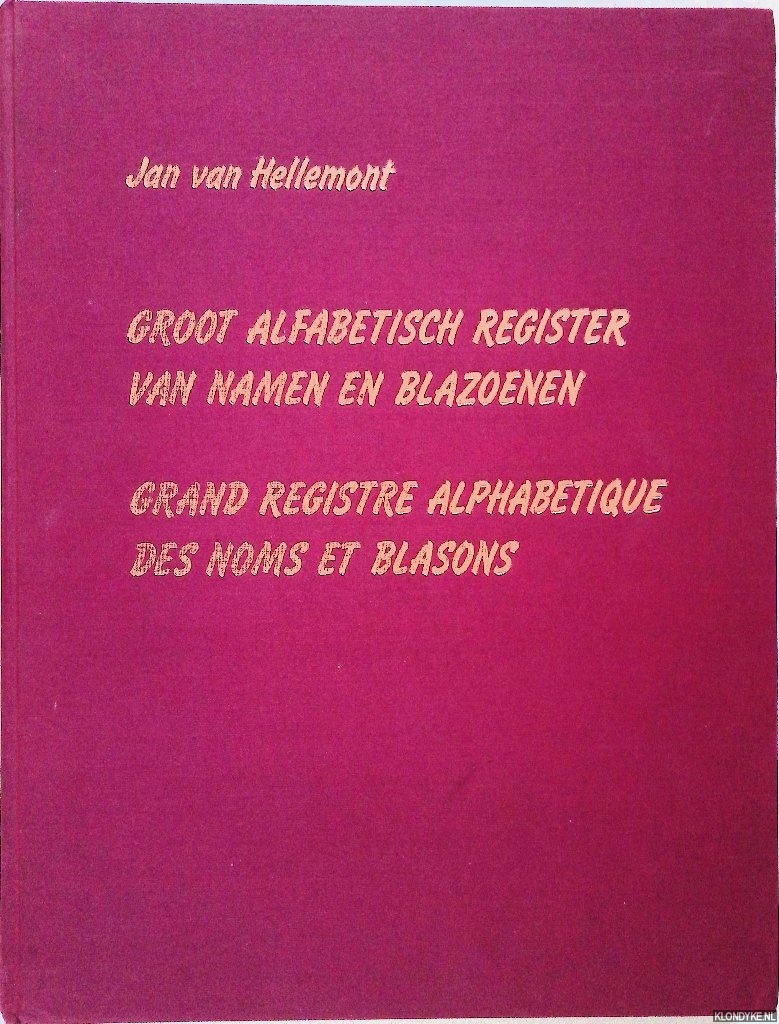 Jan van Hellemont
GROOT ALFABETISCH REGISTER
VAN NAMEN EN BLAZOENEN
GRAND REGISTRE ALPHABETIQUE
DES NOMS ET BLASONS
KLONDYKE.NL